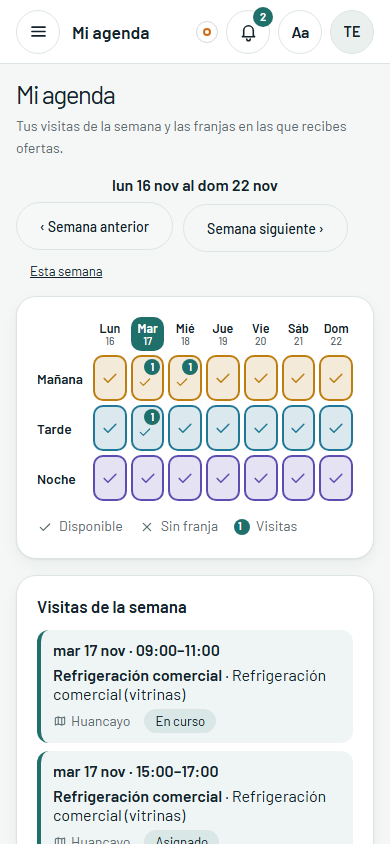 Mi agenda
2
Aa
TE
Mi agenda
Tus visitas de la semana y las franjas en las que recibes
ofertas.
lun 16 nov al dom 22 nov
‹ Semana anterior
Semana siguiente ›
Esta semana
Lun Mar Mié Jue Vie Sáb Dom
16 17 18 19 20 21 22
Mañana 1 1
Tarde 1
Noche
Disponible Sin franja 1 Visitas
Visitas de la semana
mar 17 nov · 09:00–11:00
Refrigeración comercial · Refrigeración
comercial (vitrinas)
Huancayo En curso
mar 17 nov · 15:00–17:00
Refrigeración comercial · Refrigeración
comercial (vitrinas)
Huancayo Asignado